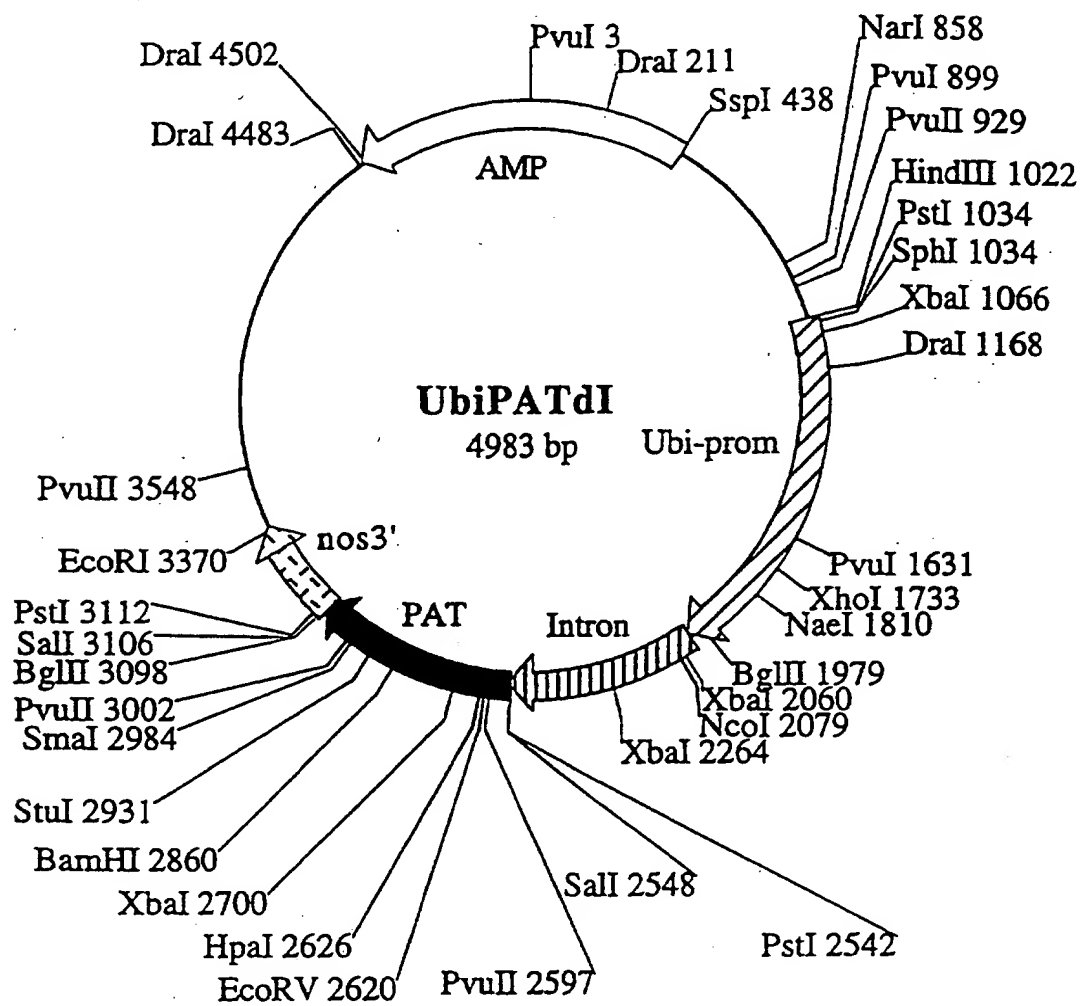 PvuI 3
DraI 211
SspI 438
NarI 858
PvuI 899
PvuII 929
HindIII 1022
PstI 1034
SphI 1034
XbaI 1066
DraI 1168
PvuI 1631
XhoI 1733
NaeI 1810
BglII 1979
XbaI 2060
NcoI 2079
XbaI 2264
PstI 2542
SalI 2548
PvuII 2597
EcoRV 2620
HpaI 2626
XbaI 2700
BamHI 2860
StuI 2931
SmaI 2984
PvuII 3002
BglII 3098
SalI 3106
PstI 3112
EcoRI 3370
PvuII 3548
DraI 4483
DraI 4502
AMP
UbiPATdI
4983 bp
Ubi-prom
Intron
PAT
nos3'